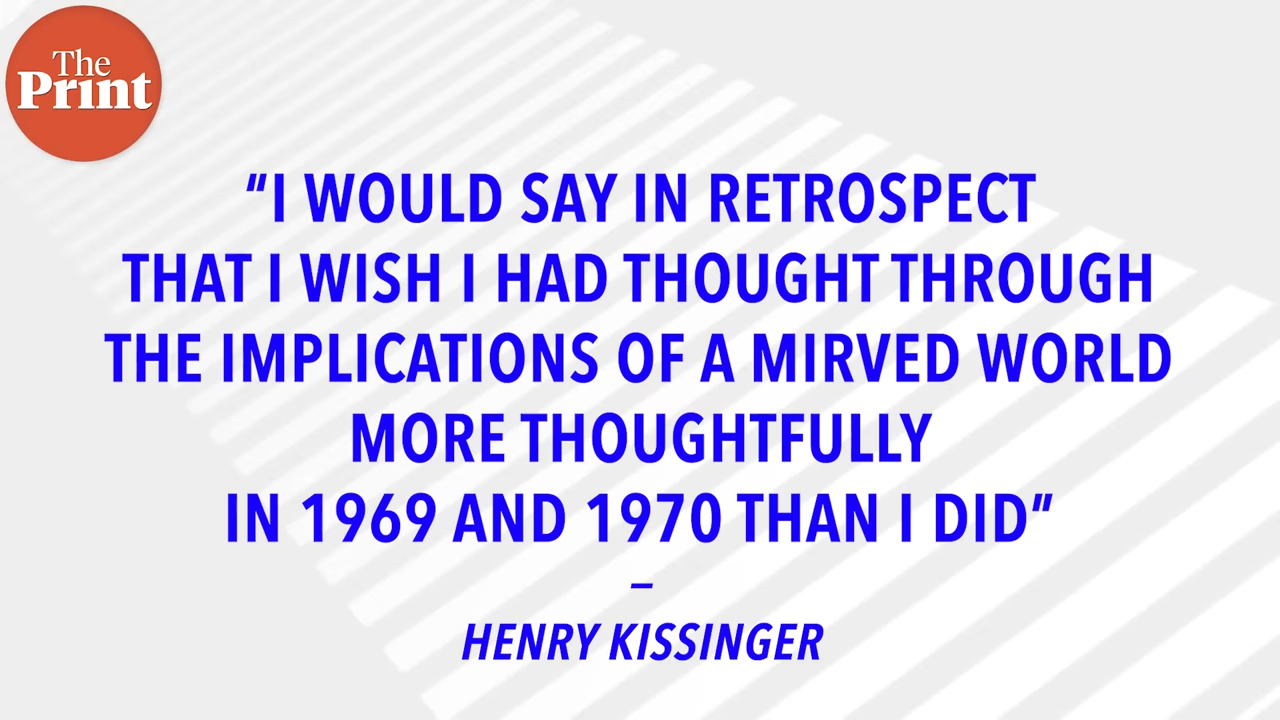 The
Print
"I WOULD SAY IN RETROSPECT
THAT I WISH I HAD THOUGHT THROUGH
THE IMPLICATIONS OF A MIRVED WORLD
MORE THOUGHTFULLY
IN 1969 AND 1970 THAN I DID"
–
HENRY KISSINGER